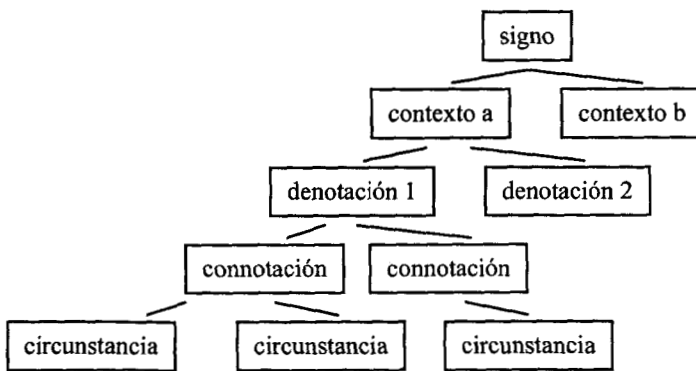 signo
contexto a
contexto b
denotación 1
denotación 2
connotación
connotación
circunstancia
circunstancia
circunstancia